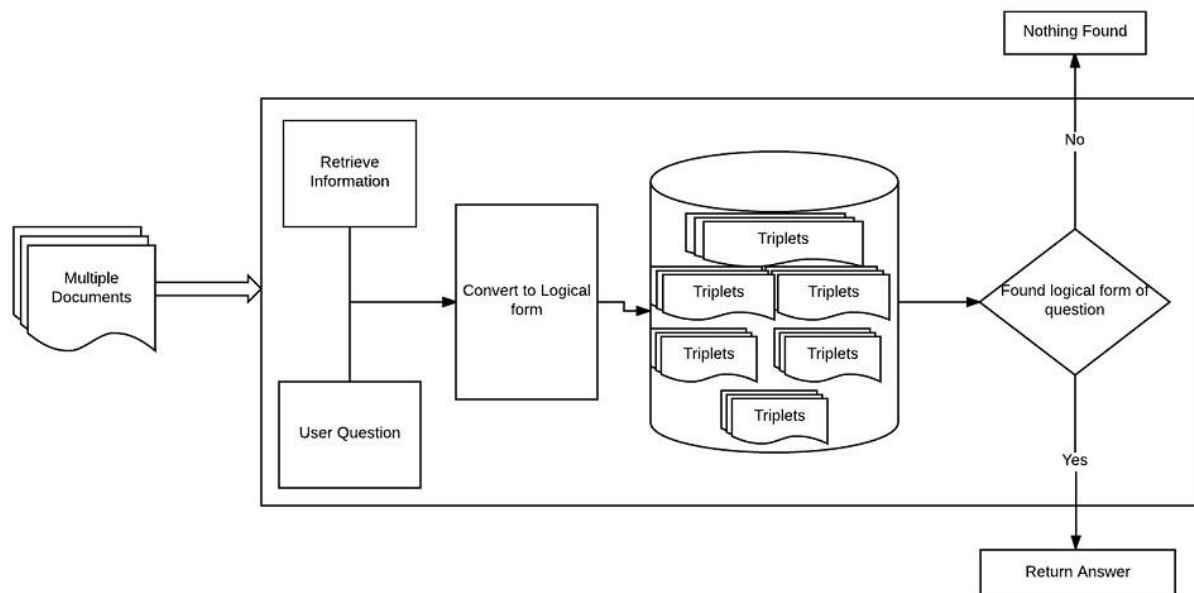 Nothing Found
No
Retrieve
Information
Multiple
Documents
User Question
Convert to Logical
form
Triplets
Triplets
Triplets
Triplets
Triplets
Triplets
Found logical form of
question
Yes
Return Answer